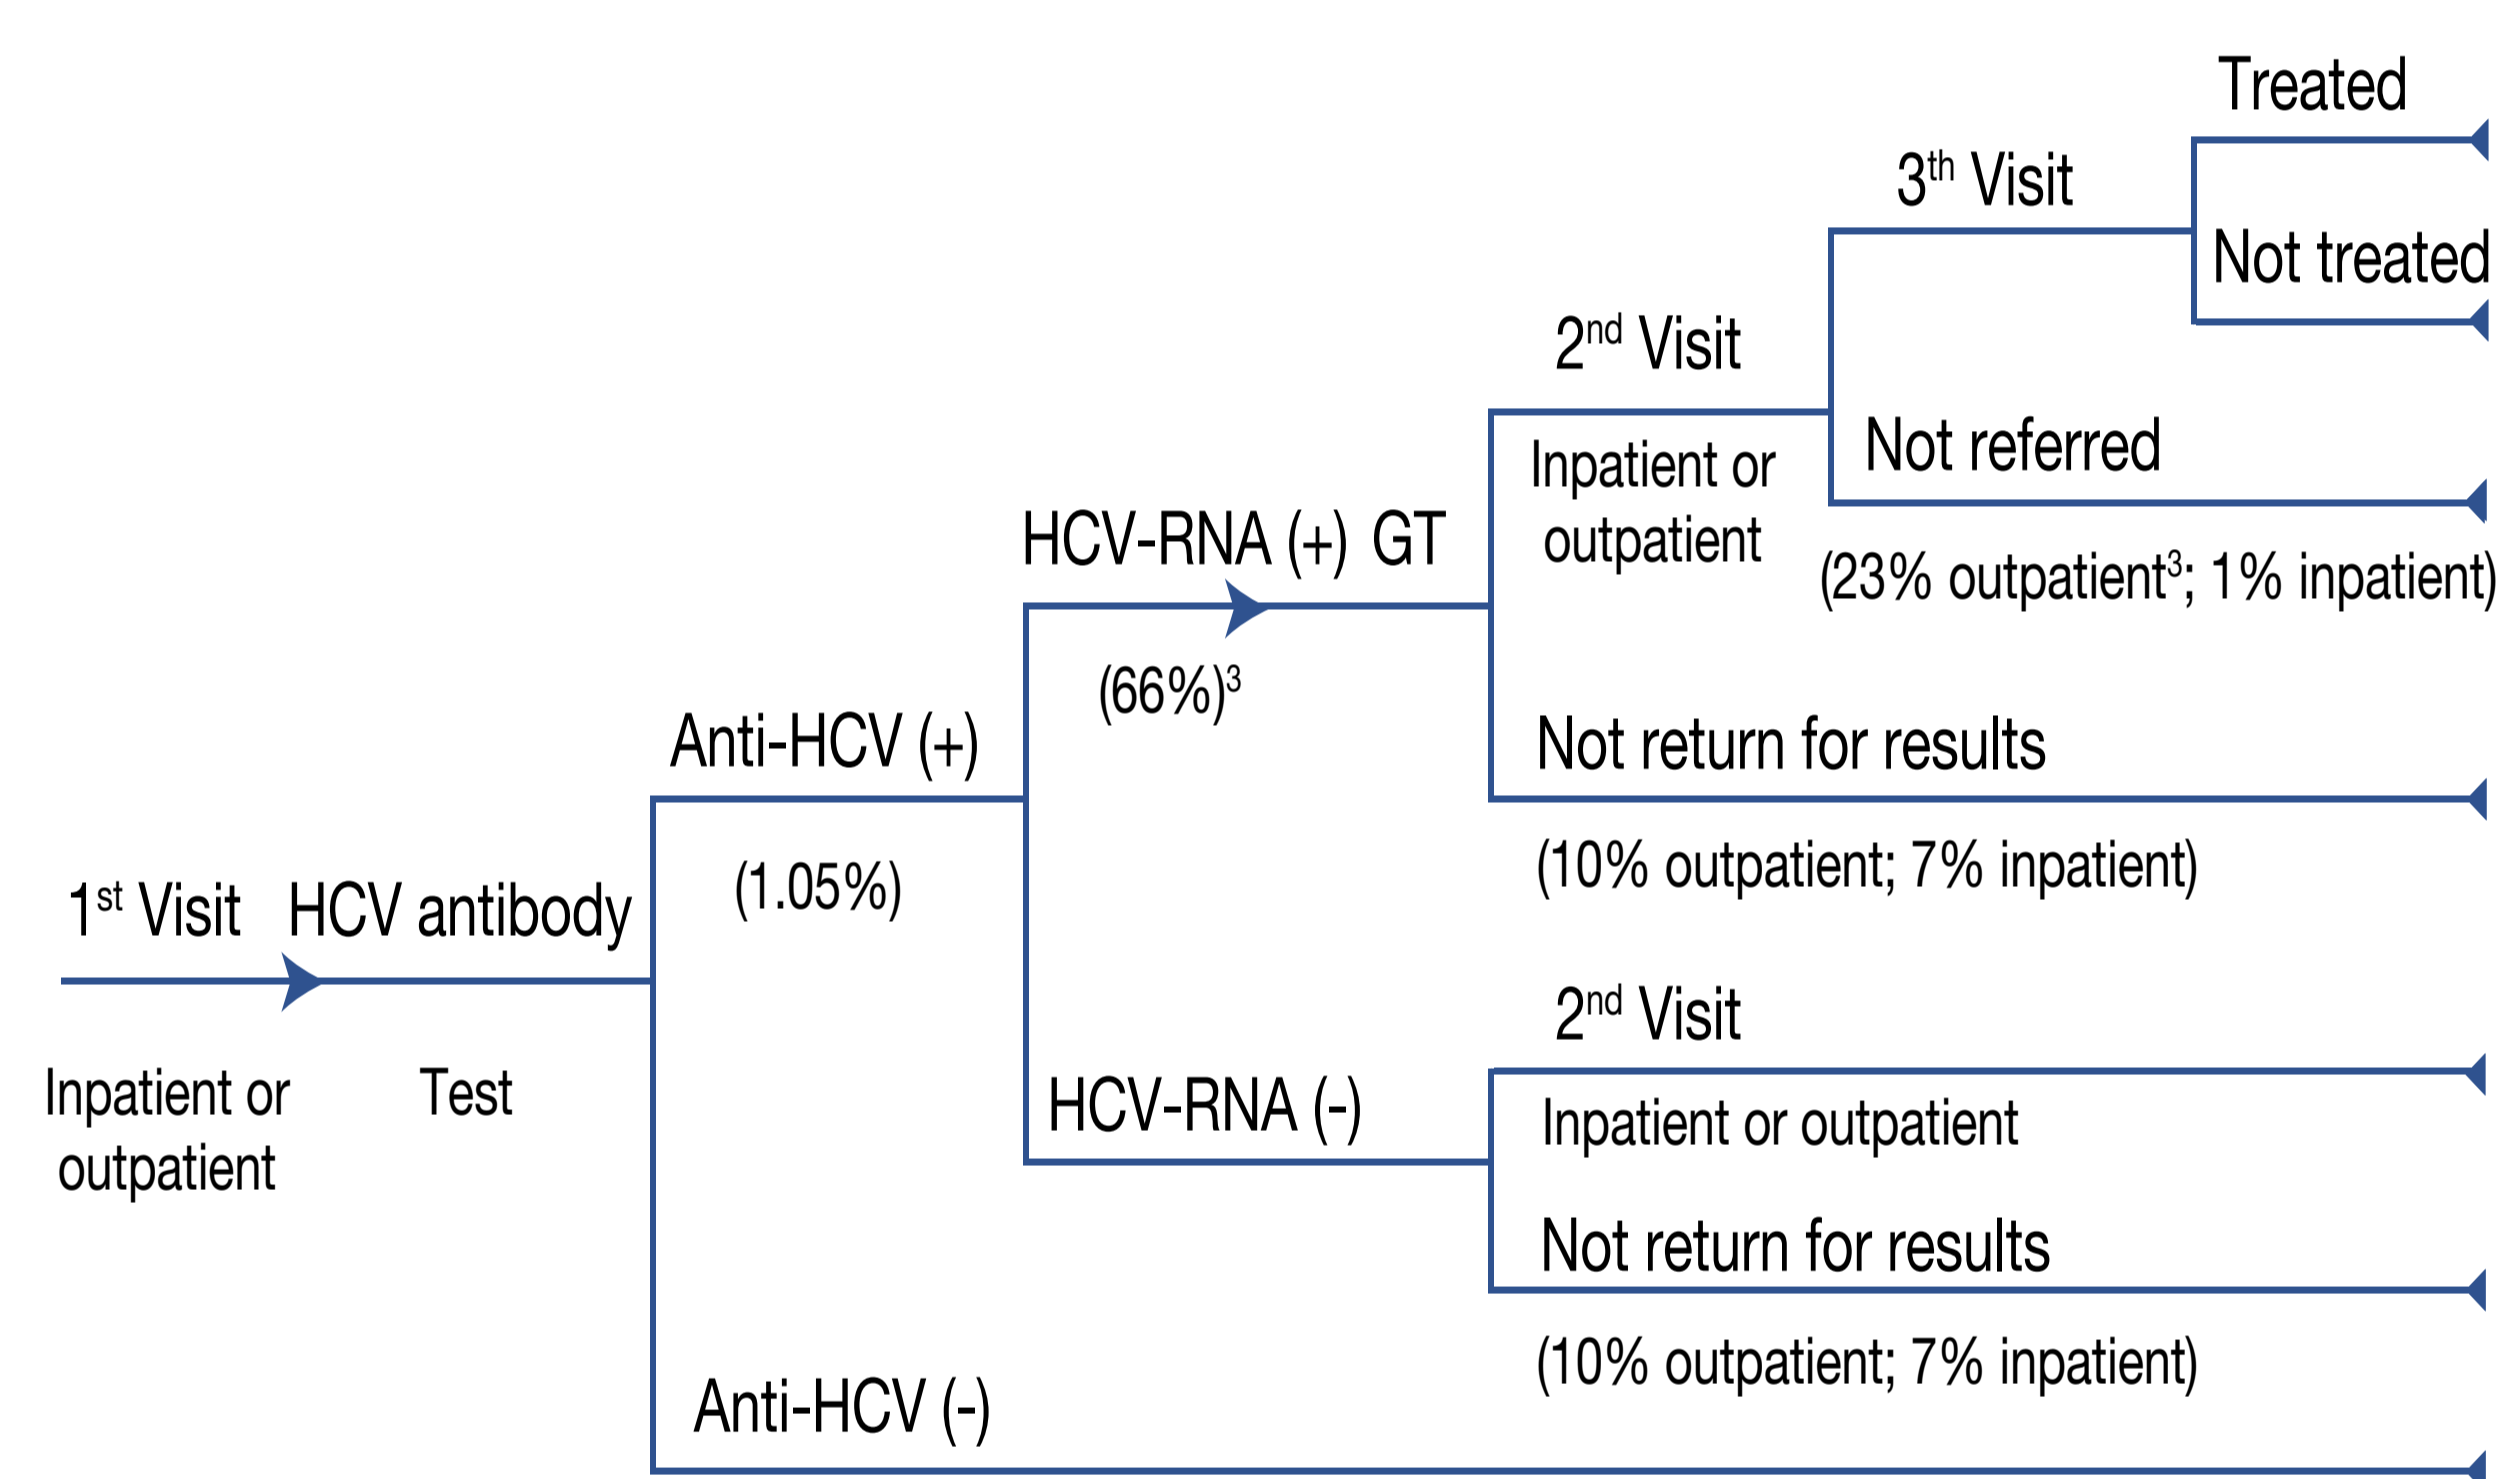 Treated
3th Visit
Not treated
2nd Visit
Not referred
Inpatient or
outpatient
HCV-RNA (+) GT
(23% outpatient3; 1% inpatient)
(66%)3
Anti-HCV (+)
Not return for results
(1.05%)
(10% outpatient; 7% inpatient)
1st Visit HCV antibody
2nd Visit
Inpatient or
outpatient
Test
HCV-RNA (-)
Inpatient or outpatient
Not return for results
(10% outpatient; 7% inpatient)
Anti-HCV (-)